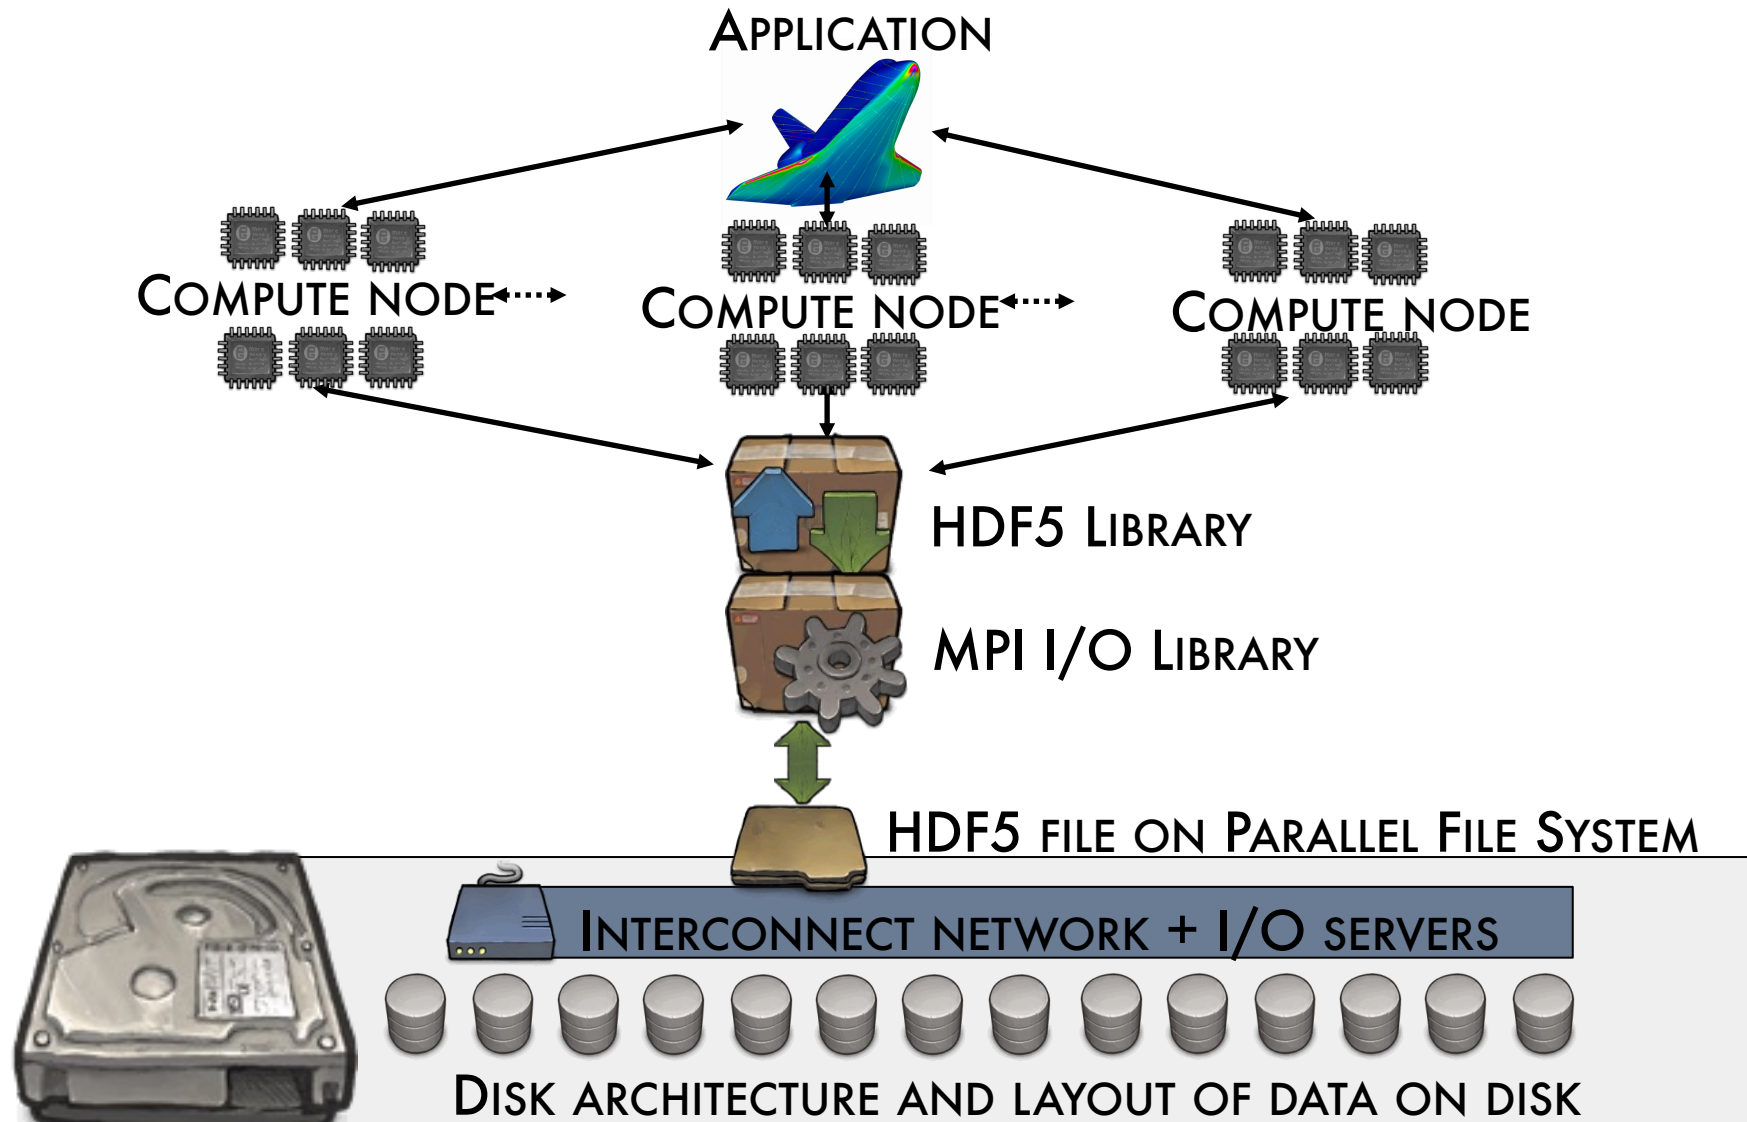 APPLICATION
COMPUTE NODE
COMPUTE NODE
COMPUTE NODE
HDF5 LIBRARY
MPI I/O LIBRARY
HDF5 FILE ON PARALLEL FILE SYSTEM
INTERCONNECT NETWORK + I/O SERVERS
DISK ARCHITECTURE AND LAYOUT OF DATA ON DISK